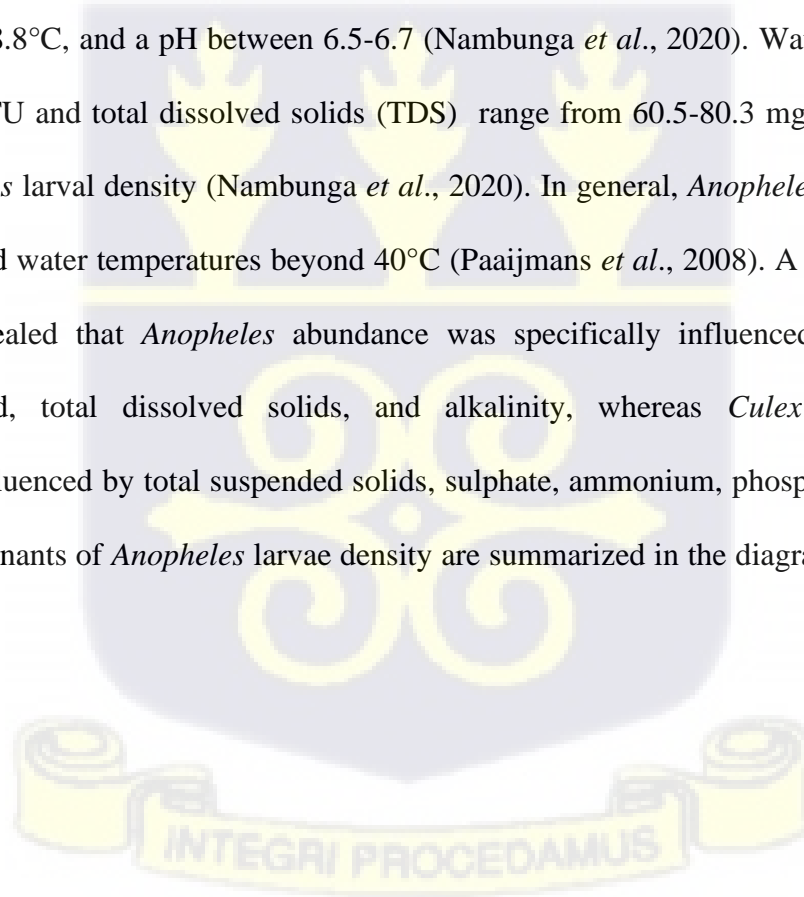 3.8°C, and a pH between 6.5-6.7 (Nambunga et al., 2020). Wa
TU and total dissolved solids (TDS) range from 60.5-80.3 mg
s larval density (Nambunga et al., 2020). In general, Anophele
d water temperatures beyond 40°C (Paaijmans et al., 2008). A
ealed that Anopheles abundance was specifically influenced
d, total dissolved solids, and alkalinity, whereas Culex
luenced by total suspended solids, sulphate, ammonium, phosp
nants of Anopheles larvae density are summarized in the diagra
INTEGRI PROCEDAMUS